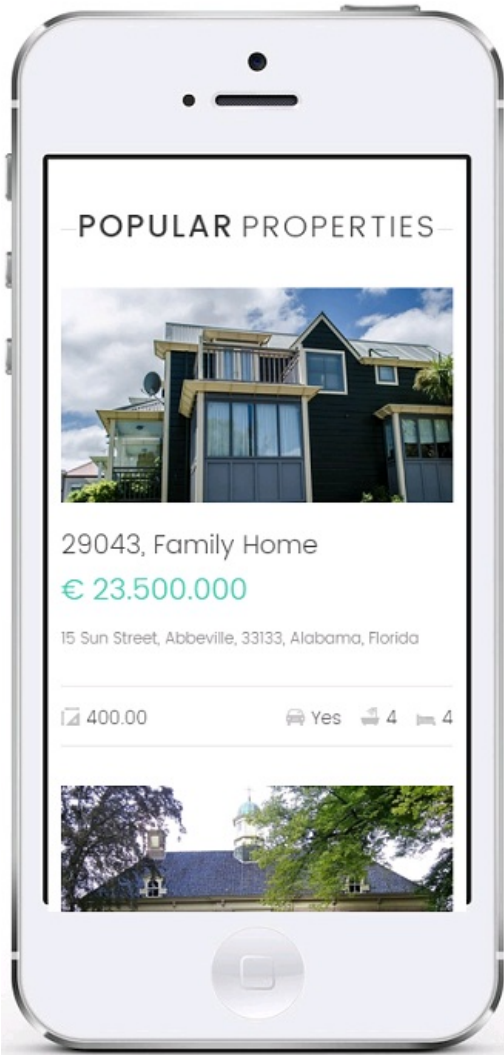 POPULAR PROPERTIES
29043, Family Home
€ 23.500.000
15 Sun Street, Abbeville, 33133, Alabama, Florida
400.00 Yes 4 4